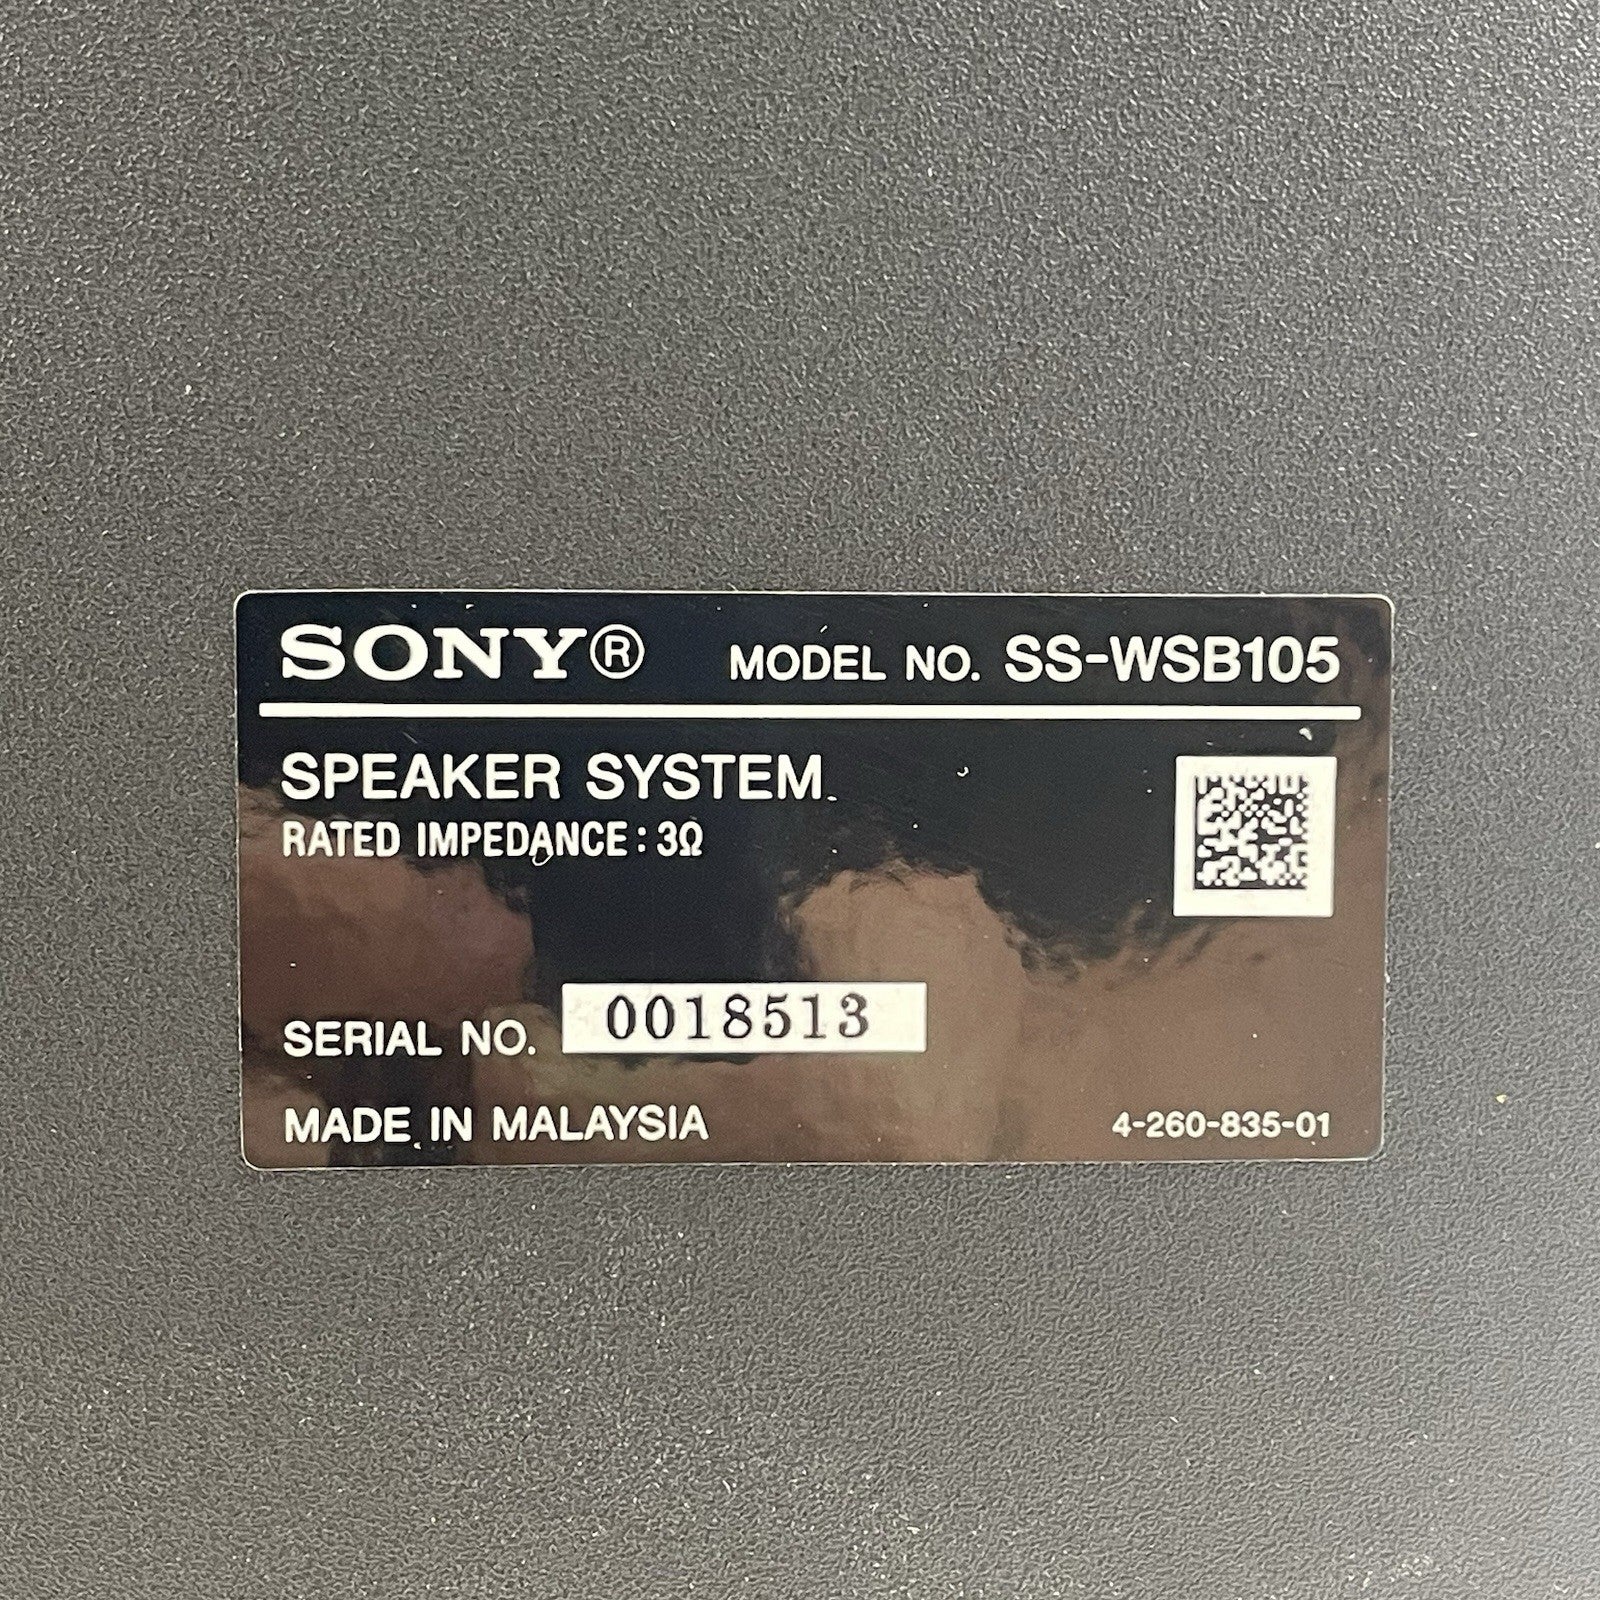 SONY® MODEL NO. SS-WSB105
SPEAKER SYSTEM
RATED IMPEDANCE : 3Ω
SERIAL NO. 0018513
MADE IN MALAYSIA 4-260-835-01